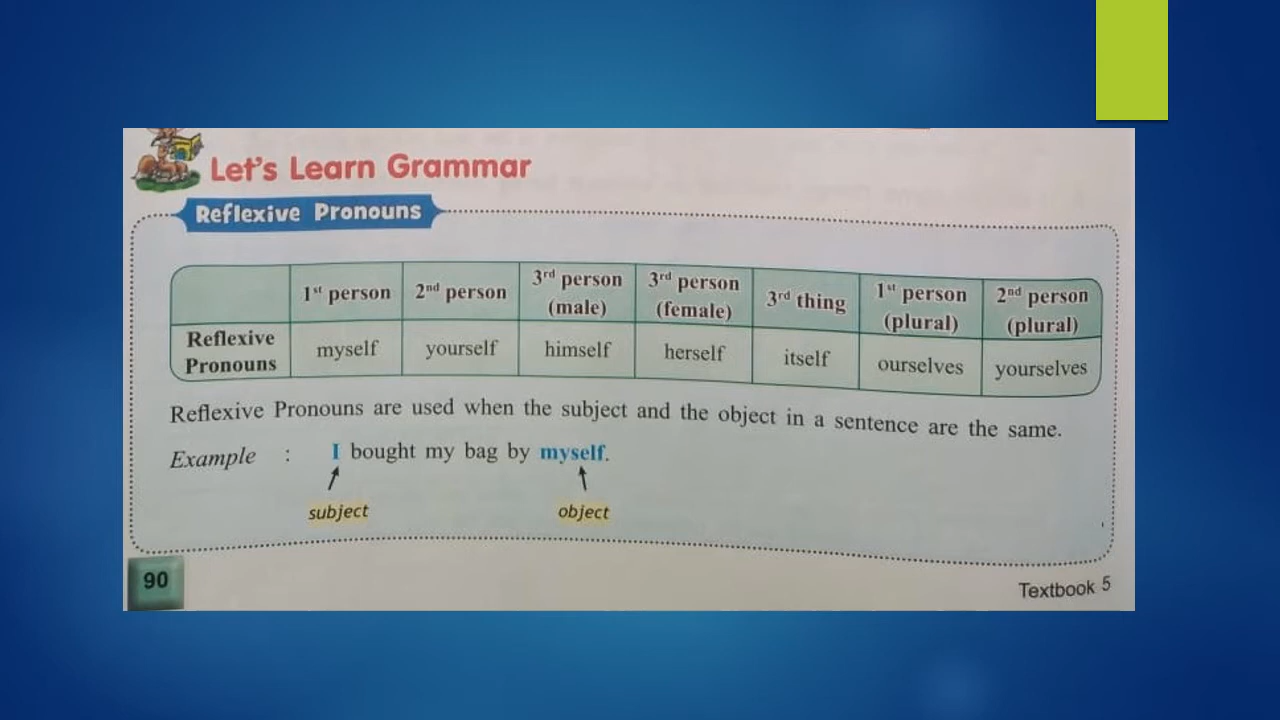 Let's Learn Grammar
Reflexive Pronouns
1st person 2nd person 3rd person (male) 3rd person (female) 3rd thing 1st person (plural) 2nd person (plural)
Reflexive Pronouns myself yourself himself herself itself ourselves yourselves
Reflexive Pronouns are used when the subject and the object in a sentence are the same.
Example : I bought my bag by myself.
subject object
90
Textbook 5